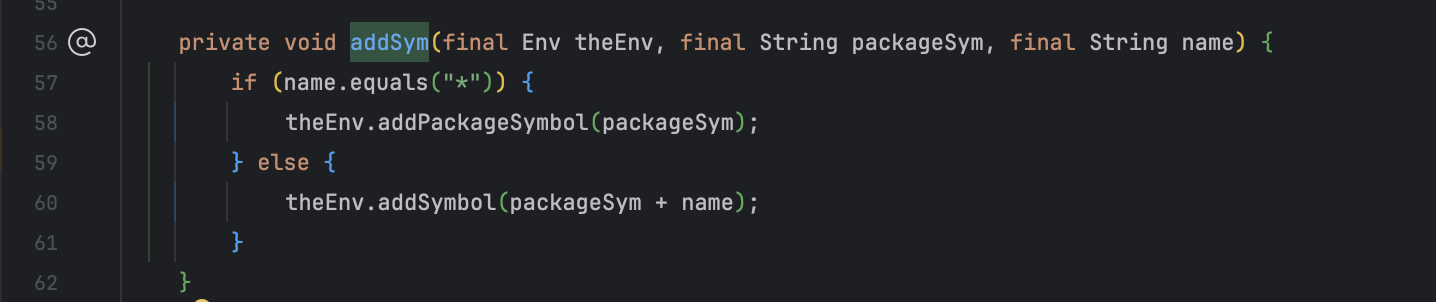 55
56 @ private void addSym(final Env theEnv, final String packageSym, final String name) {
57 if (name.equals("*")) {
58 theEnv.addPackageSymbol(packageSym);
59 } else {
60 theEnv.addSymbol(packageSym + name);
61 }
62 }